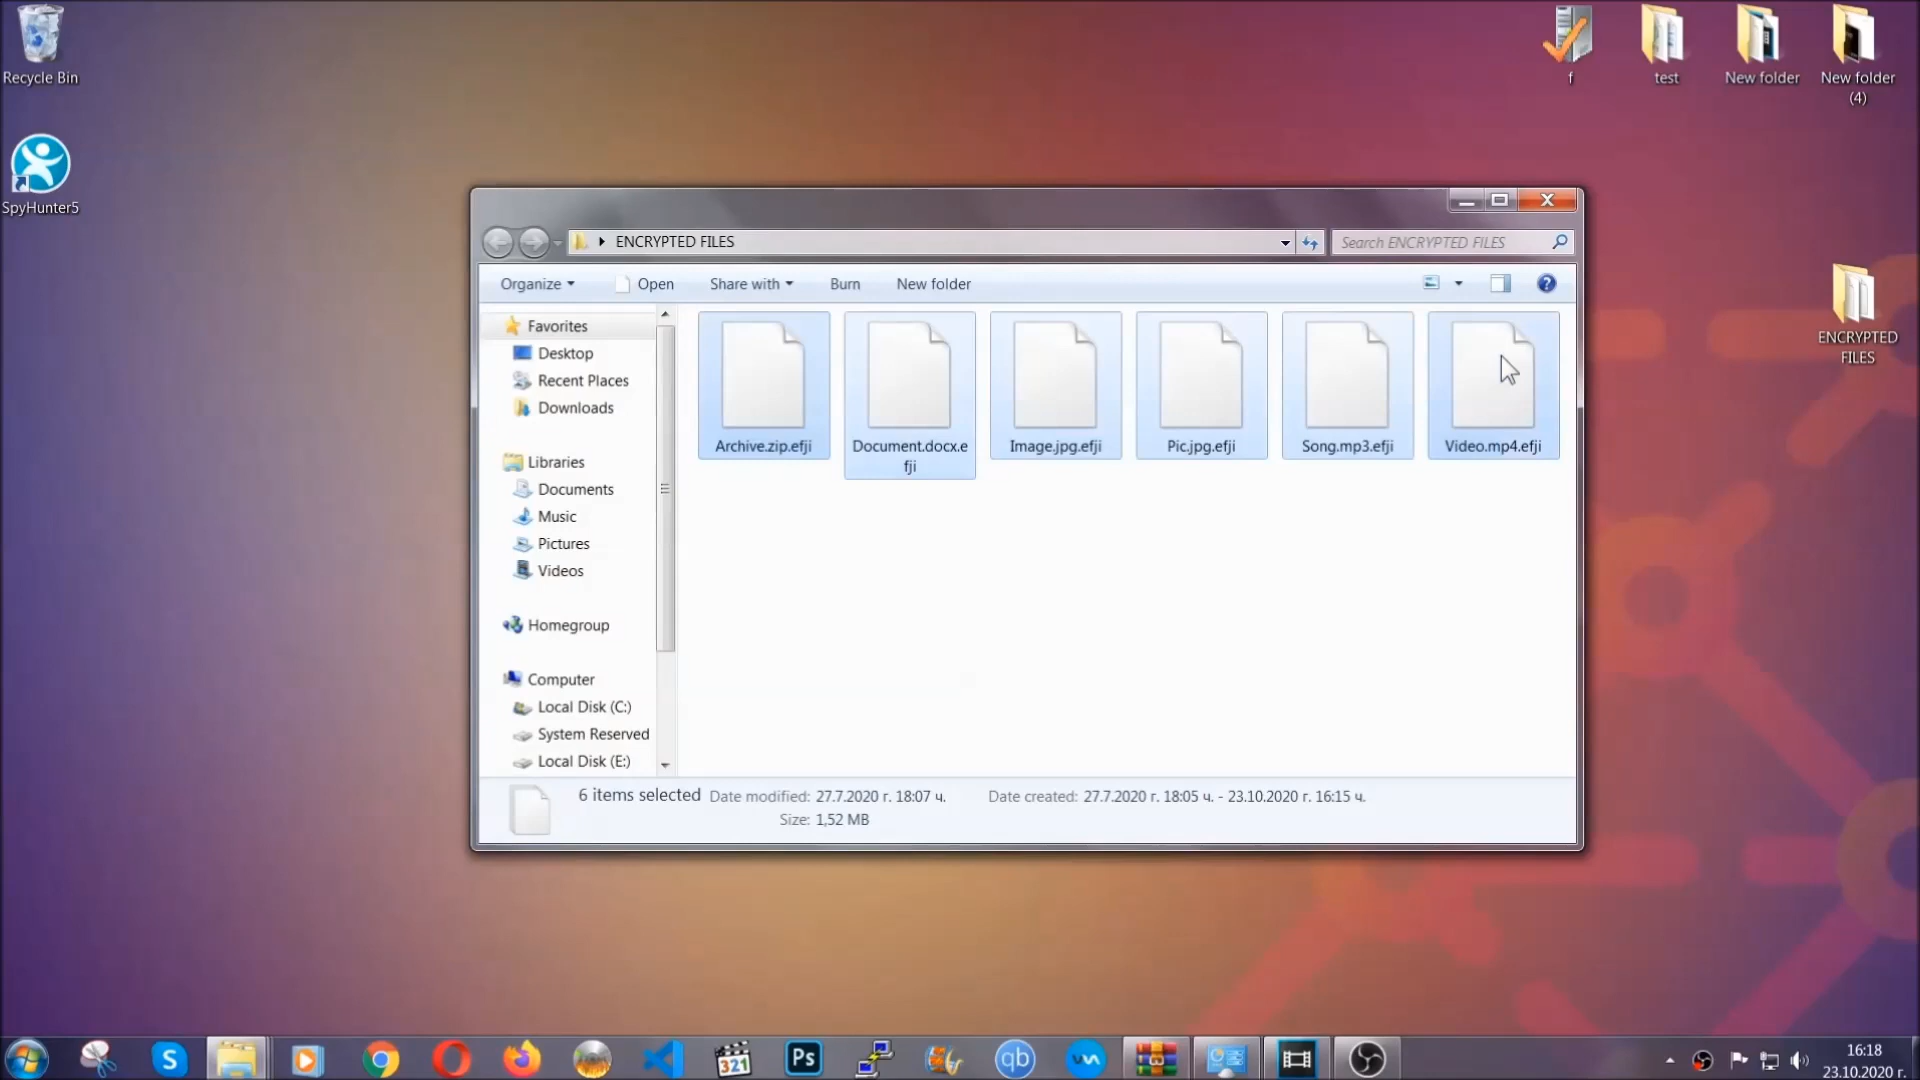 Recycle Bin
SpyHunter5
f
test
New folder
New folder
(4)
ENCRYPTED
FILES
ENCRYPTED FILES
Search ENCRYPTED FILES
Organize
Open
Share with
Burn
New folder
Favorites
Desktop
Recent Places
Downloads
Libraries
Documents
Music
Pictures
Videos
Homegroup
Computer
Local Disk (C:)
System Reserved
Local Disk (E:)
Archive.zip.efji
Document.docx.e
fji
Image.jpg.efji
Pic.jpg.efji
Song.mp3.efji
Video.mp4.efji
6 items selected
Date modified: 27.7.2020 г. 18:07 ч.
Date created: 27.7.2020 г. 18:05 ч. - 23.10.2020 г. 16:15 ч.
Size: 1,52 MB
S
321
Ps
qb
16:18
23.10.2020 г.